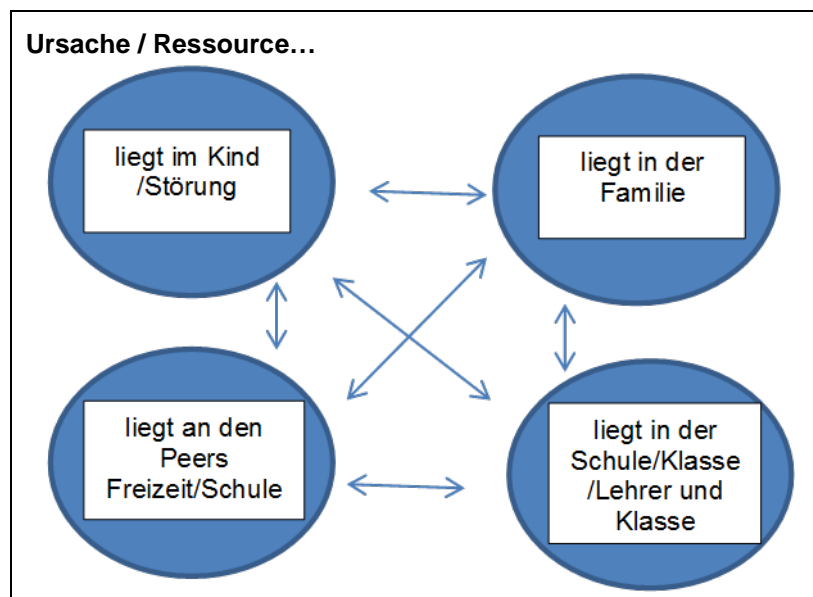 Ursache / Ressource…
liegt im Kind
/Störung
liegt in der
Familie
liegt an den
Peers
Freizeit/Schule
liegt in der
Schule/Klasse
/Lehrer und
Klasse